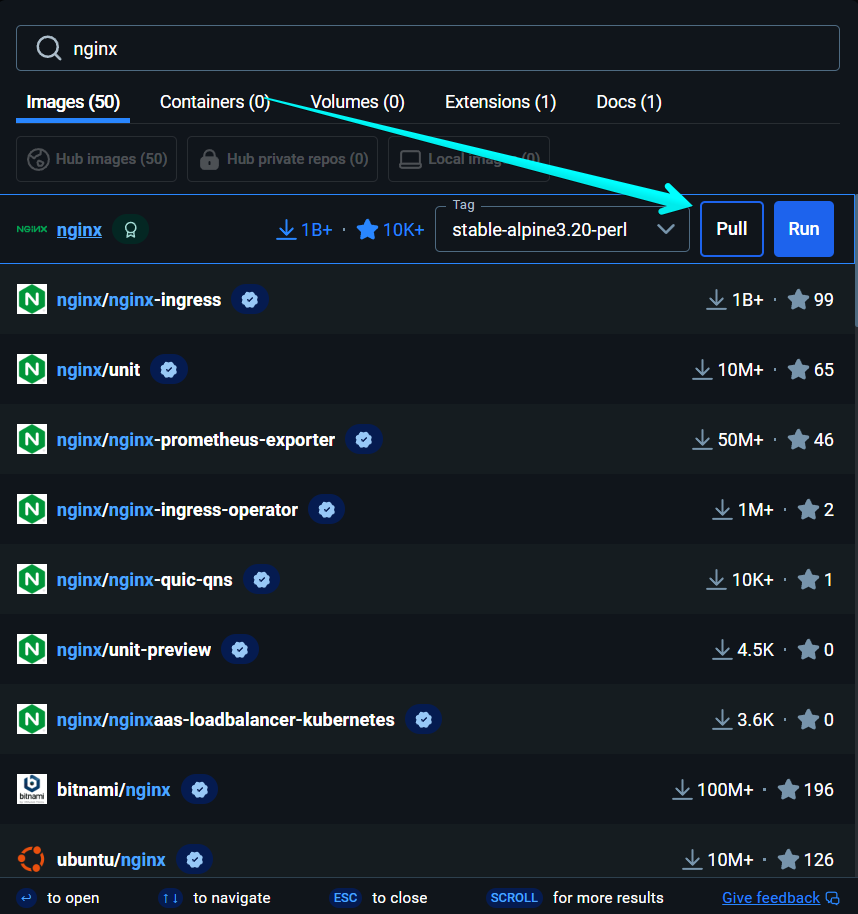 nginx
Images (50) Containers (0) Volumes (0) Extensions (1) Docs (1)
Hub images (50) Hub private repos (0) Local images (0)
Tag
NGINX nginx 1B+ · 10K+ stable-alpine3.20-perl Pull Run
nginx/nginx-ingress 1B+ · 99
nginx/unit 10M+ · 65
nginx/nginx-prometheus-exporter 50M+ · 46
nginx/nginx-ingress-operator 1M+ · 2
nginx/nginx-quic-qns 10K+ · 1
nginx/unit-preview 4.5K · 0
nginx/nginxaas-loadbalancer-kubernetes 3.6K · 0
bitnami bitnami/nginx 100M+ · 196
ubuntu/nginx 10M+ · 126
↩ to open ↑↓ to navigate ESC to close SCROLL for more results Give feedback